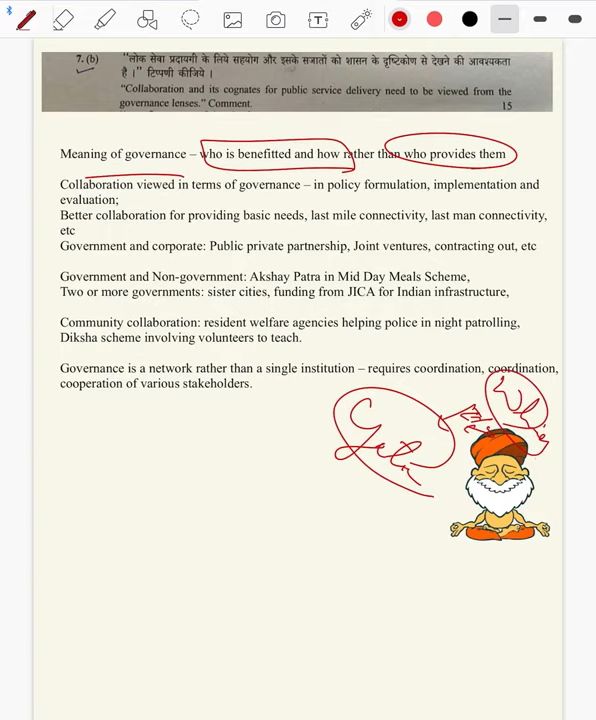 7. (b) "लोक सेवा प्रदायगी के लिये सहयोग और इसके सजातों को शासन के दृष्टिकोण से देखने की आवश्यकता
है।" टिप्पणी कीजिये।
"Collaboration and its cognates for public service delivery need to be viewed from the
governance lenses." Comment. 15
Meaning of governance – who is benefitted and how rather than who provides them
Collaboration viewed in terms of governance – in policy formulation, implementation and
evaluation;
Better collaboration for providing basic needs, last mile connectivity, last man connectivity,
etc
Government and corporate: Public private partnership, Joint ventures, contracting out, etc
Government and Non-government: Akshay Patra in Mid Day Meals Scheme,
Two or more governments: sister cities, funding from JICA for Indian infrastructure,
Community collaboration: resident welfare agencies helping police in night patrolling,
Diksha scheme involving volunteers to teach.
Governance is a network rather than a single institution – requires coordination, coordination,
cooperation of various stakeholders.